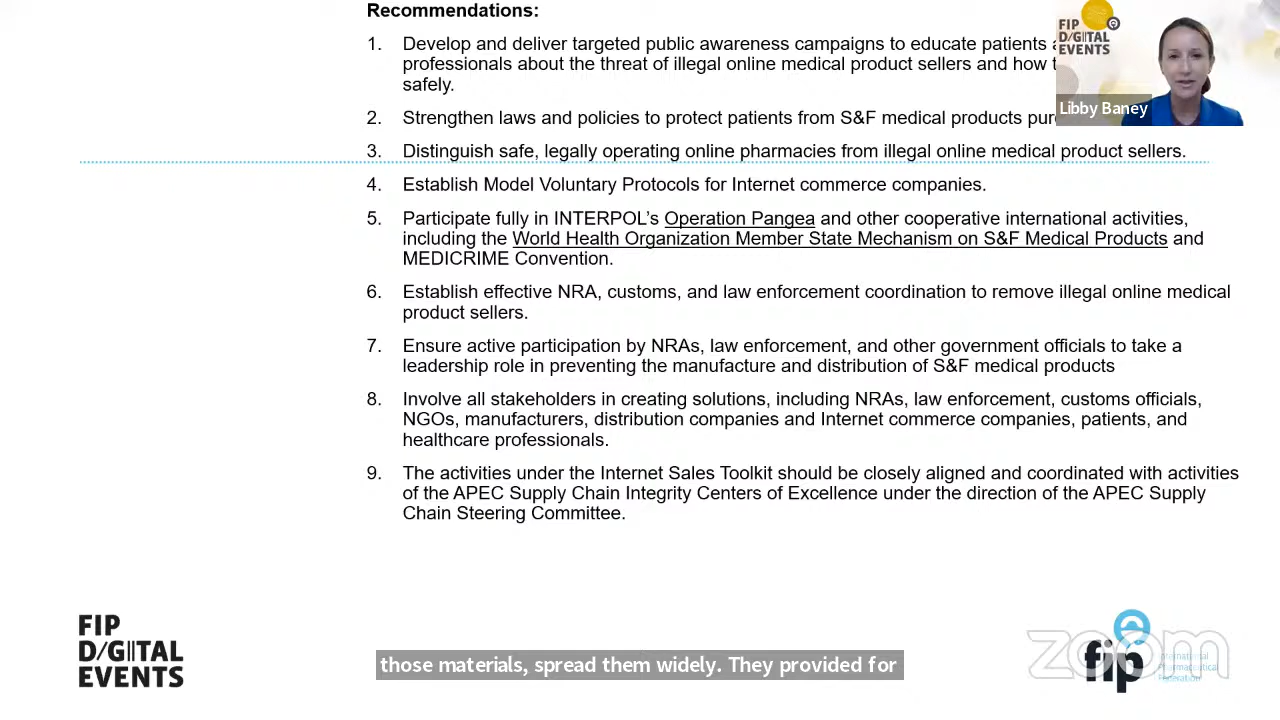 Recommendations:
1. Develop and deliver targeted public awareness campaigns to educate patients
professionals about the threat of illegal online medical product sellers and how
safely.
2. Strengthen laws and policies to protect patients from S&F medical products
3. Distinguish safe, legally operating online pharmacies from illegal online medical product sellers.
4. Establish Model Voluntary Protocols for Internet commerce companies.
5. Participate fully in INTERPOL's Operation Pangea and other cooperative international activities,
including the World Health Organization Member State Mechanism on S&F Medical Products and
MEDICRIME Convention.
6. Establish effective NRA, customs, and law enforcement coordination to remove illegal online medical
product sellers.
7. Ensure active participation by NRAs, law enforcement, and other government officials to take a
leadership role in preventing the manufacture and distribution of S&F medical products
8. Involve all stakeholders in creating solutions, including NRAs, law enforcement, customs officials,
NGOs, manufacturers, distribution companies and Internet commerce companies, patients, and
healthcare professionals.
9. The activities under the Internet Sales Toolkit should be closely aligned and coordinated with activities
of the APEC Supply Chain Integrity Centers of Excellence under the direction of the APEC Supply
Chain Steering Committee.
FIP
DIGITAL
EVENTS
Libby Baney
FIP
DIGITAL
EVENTS
those materials, spread them widely. They provided for
zoom
fip
International
Pharmaceutical
Federation